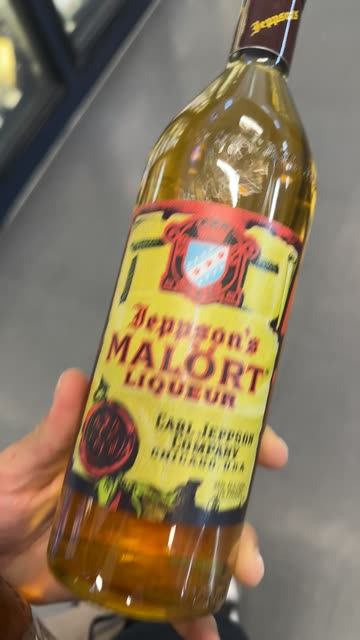 Jeppson's
Jeppson's
MALÖRT
LIQUEUR
CARL JEPPSON
COMPANY
CHICAGO USA